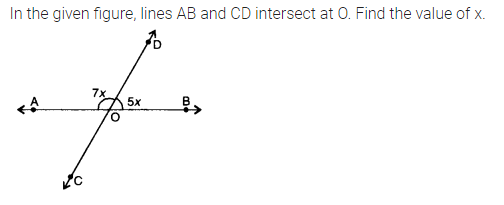 In the given figure, lines AB and CD intersect at O. Find the value of x.
D
7x
5x
A
B
O
C